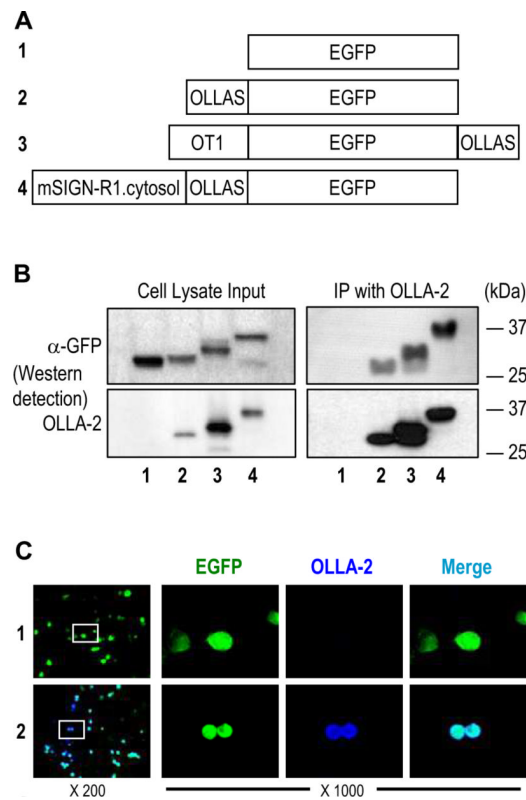 A
1 EGFP
2 OLLAS EGFP
3 OT1 EGFP OLLAS
4 mSIGN-R1.cytosol OLLAS EGFP
B
Cell Lysate Input IP with OLLA-2 (kDa)
α-GFP
(Western
detection)
OLLA-2
— 37
— 25
— 37
— 25
1 2 3 4 1 2 3 4
C
EGFP OLLA-2 Merge
1
2
X 200 X 1000